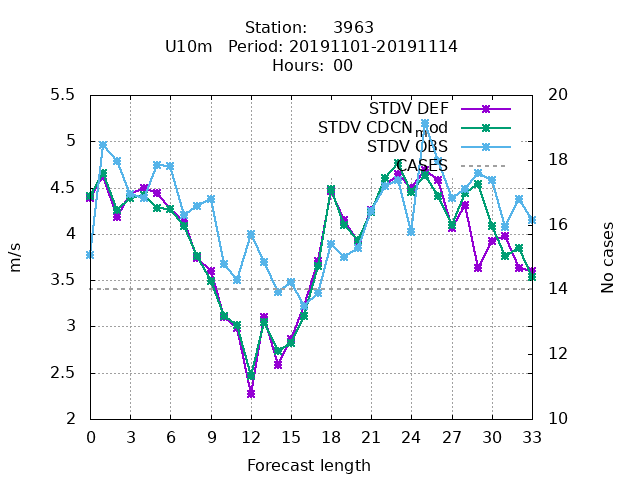 Station: 3963
U10m Period: 20191101-20191114
Hours: 00
STDV DEF
STDV CDCN_mod
STDV OBS
CASES
5.5
5
4.5
4
3.5
3
2.5
2
20
18
16
14
12
10
m/s
No cases
0 3 6 9 12 15 18 21 24 27 30 33
Forecast length